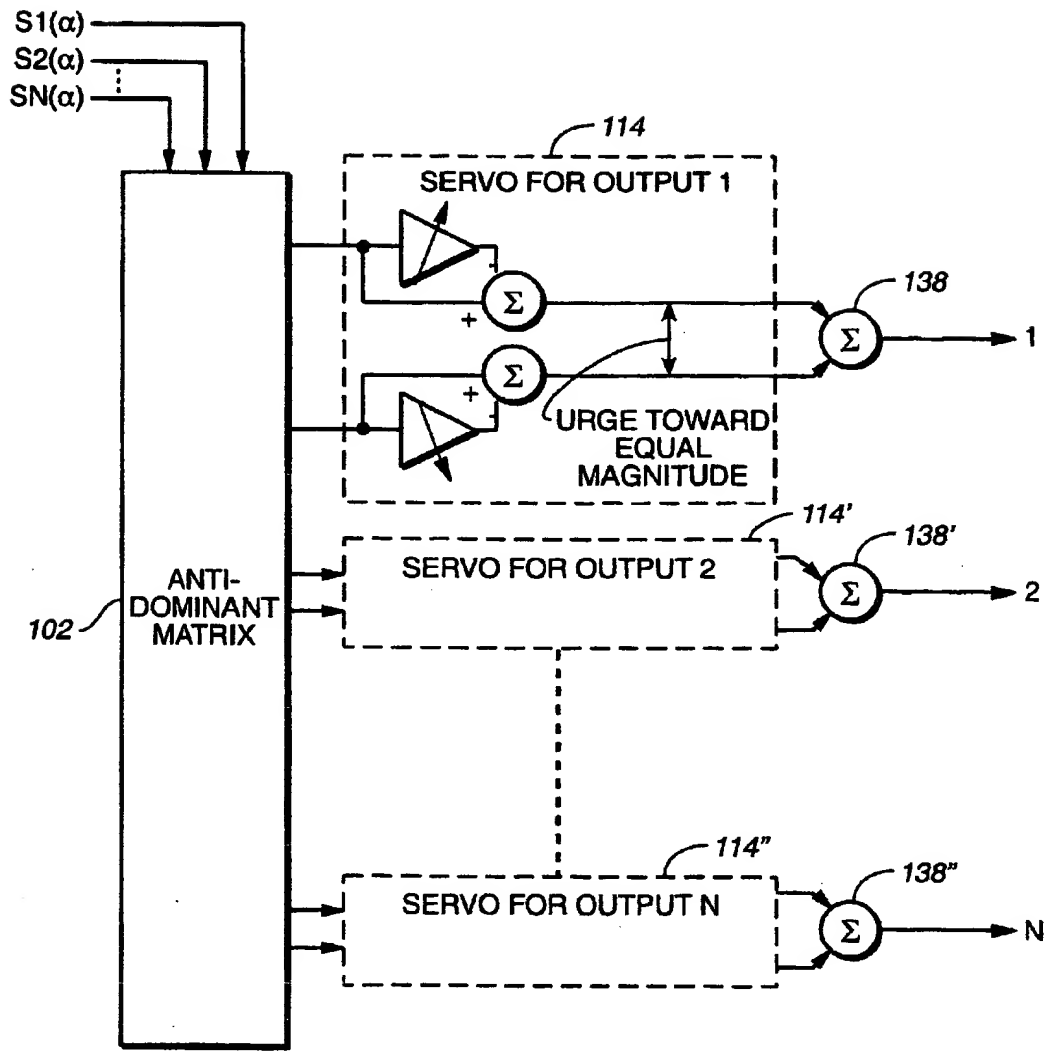 S1(α)
S2(α)
SN(α)
114
SERVO FOR OUTPUT 1
-
+
Σ
138
Σ
1
Σ
+
-
URGE TOWARD
EQUAL
MAGNITUDE
114'
138'
SERVO FOR OUTPUT 2
Σ
2
102
ANTI-
DOMINANT
MATRIX
114"
138"
SERVO FOR OUTPUT N
Σ
N